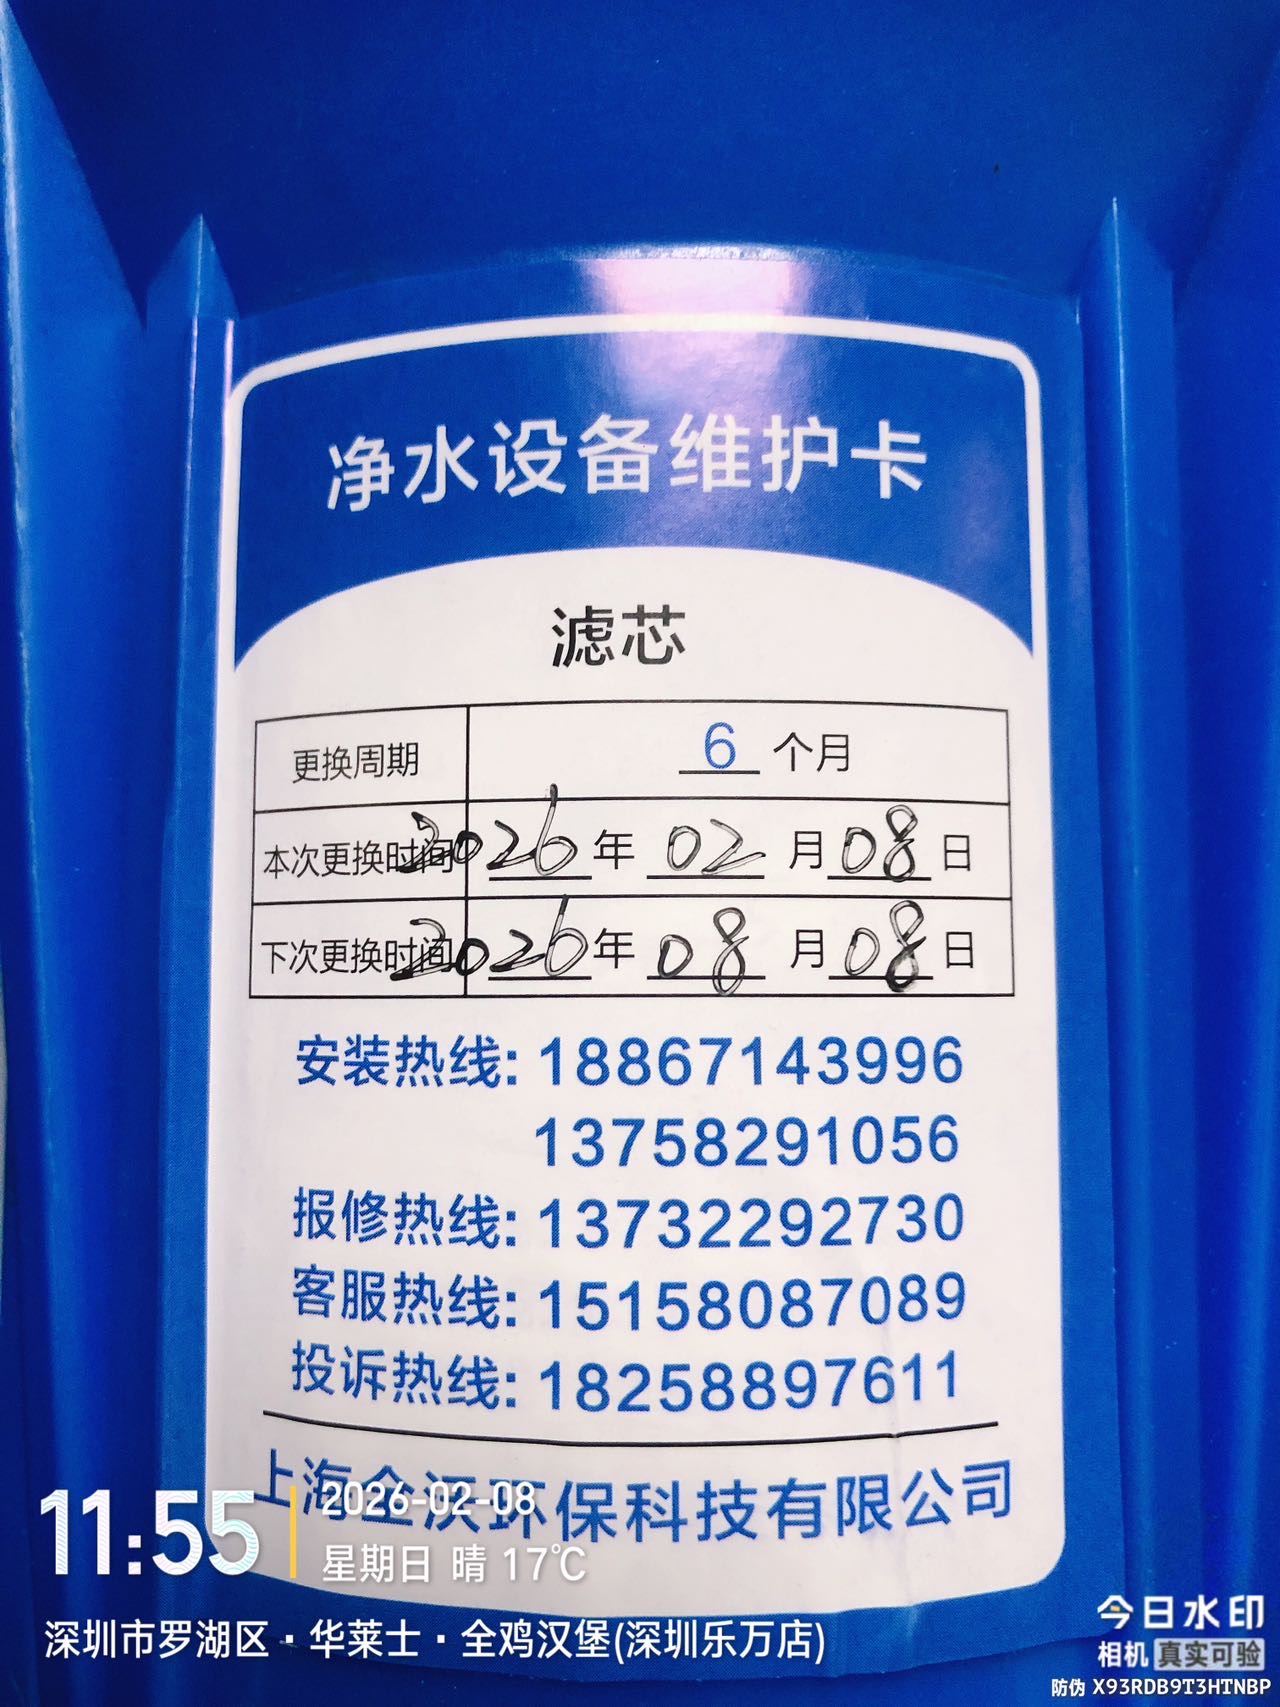 净水设备维护卡
滤芯
更换周期 6 个月
本次更换时间 2026 年 02 月 08 日
下次更换时间 2026 年 08 月 08 日
安装热线: 18867143996
13758291056
报修热线: 13732292730
客服热线: 15158087089
投诉热线: 18258897611
上海企汉环保科技有限公司
11:55
2026-02-08
星期日 晴 17℃
深圳市罗湖区·华莱士·全鸡汉堡(深圳乐万店)
今日水印
相机 真实可验
防伪 X93RDB9T3HTNBP